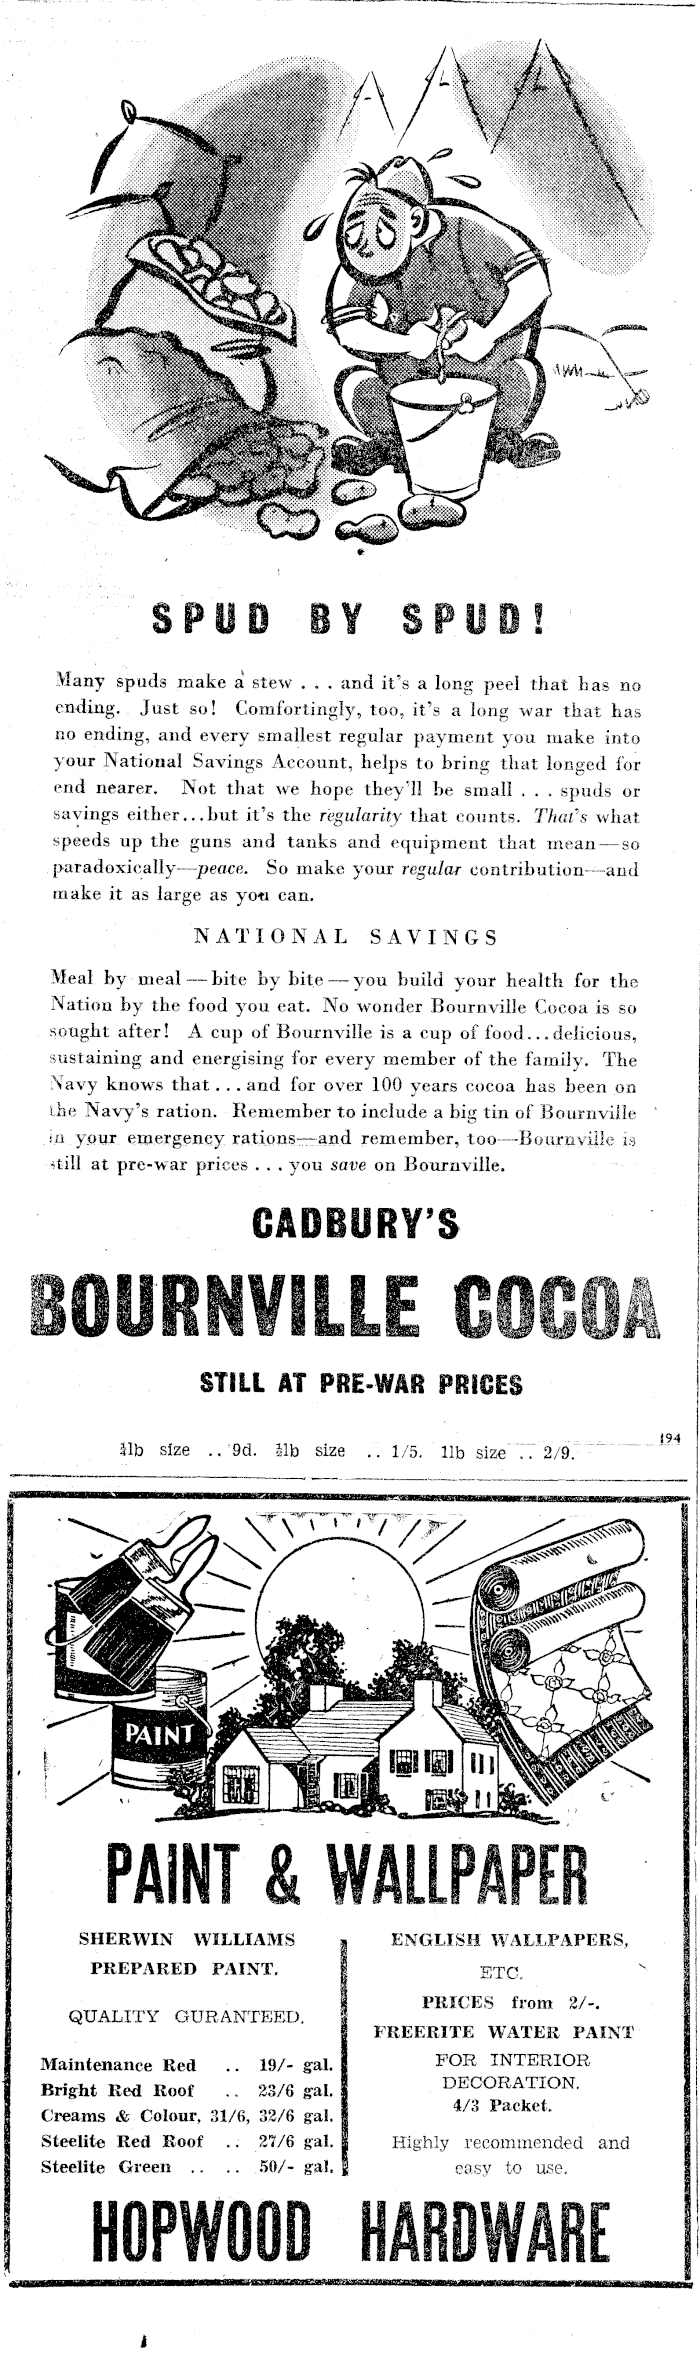 SPUD BY SPUD!
Many spuds make a stew . . . and it's a long peel that has no
ending. Just so! Comfortingly, too, it's a long war that has
no ending, and every smallest regular payment you make into
your National Savings Account, helps to bring that longed for
end nearer. Not that we hope they'll be small . . . spuds or
savings either...but it's the regularity that counts. That's what
speeds up the guns and tanks and equipment that mean—so
paradoxically—peace. So make your regular contribution—and
make it as large as you can.
NATIONAL SAVINGS
Meal by meal — bite by bite — you build your health for the
Nation by the food you eat. No wonder Bournville Cocoa is so
sought after! A cup of Bournville is a cup of food...delicious,
sustaining and energising for every member of the family. The
Navy knows that . . . and for over 100 years cocoa has been on
the Navy's ration. Remember to include a big tin of Bournville
in your emergency rations—and remember, too—Bournville is
still at pre-war prices . . . you save on Bournville.
CADBURY'S
BOURNVILLE COCOA
STILL AT PRE-WAR PRICES
194
¼lb size .. 9d. ½lb size .. 1/5. 1lb size .. 2/9.
PAINT
PAINT & WALLPAPER
SHERWIN WILLIAMS
PREPARED PAINT.
QUALITY GURANTEED.
Maintenance Red .. 19/- gal.
Bright Red Roof .. 23/6 gal.
Creams & Colour, 31/6, 32/6 gal.
Steelite Red Roof .. 27/6 gal.
Steelite Green .. .. 50/- gal.
ENGLISH WALLPAPERS,
ETC.
PRICES from 2/-.
FREERITE WATER PAINT
FOR INTERIOR
DECORATION.
4/3 Packet.
Highly recommended and
easy to use.
HOPWOOD HARDWARE